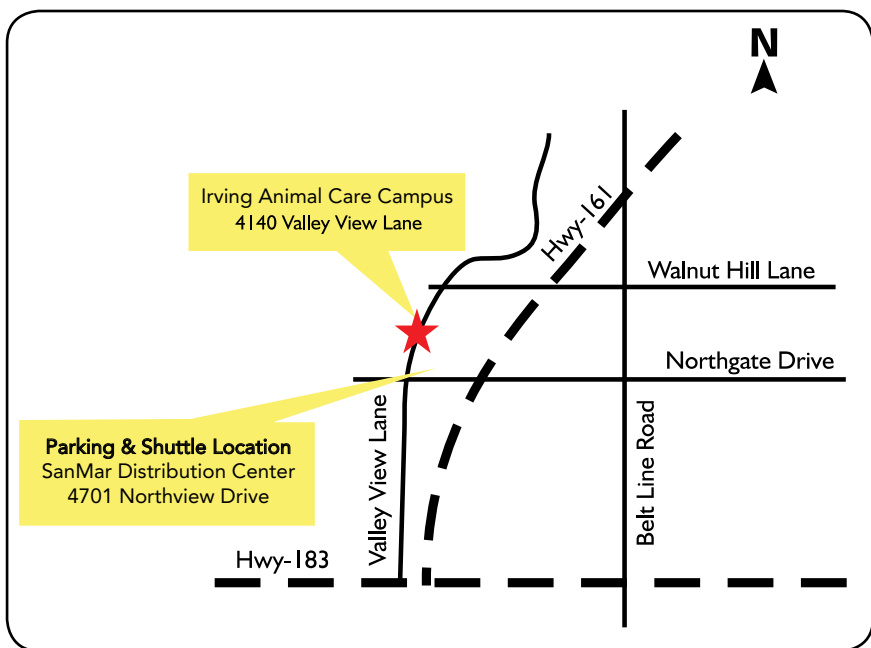 N
Irving Animal Care Campus
4140 Valley View Lane
Hwy-161
Walnut Hill Lane
Northgate Drive
Parking & Shuttle Location
SanMar Distribution Center
4701 Northview Drive
Valley View Lane
Belt Line Road
Hwy-183